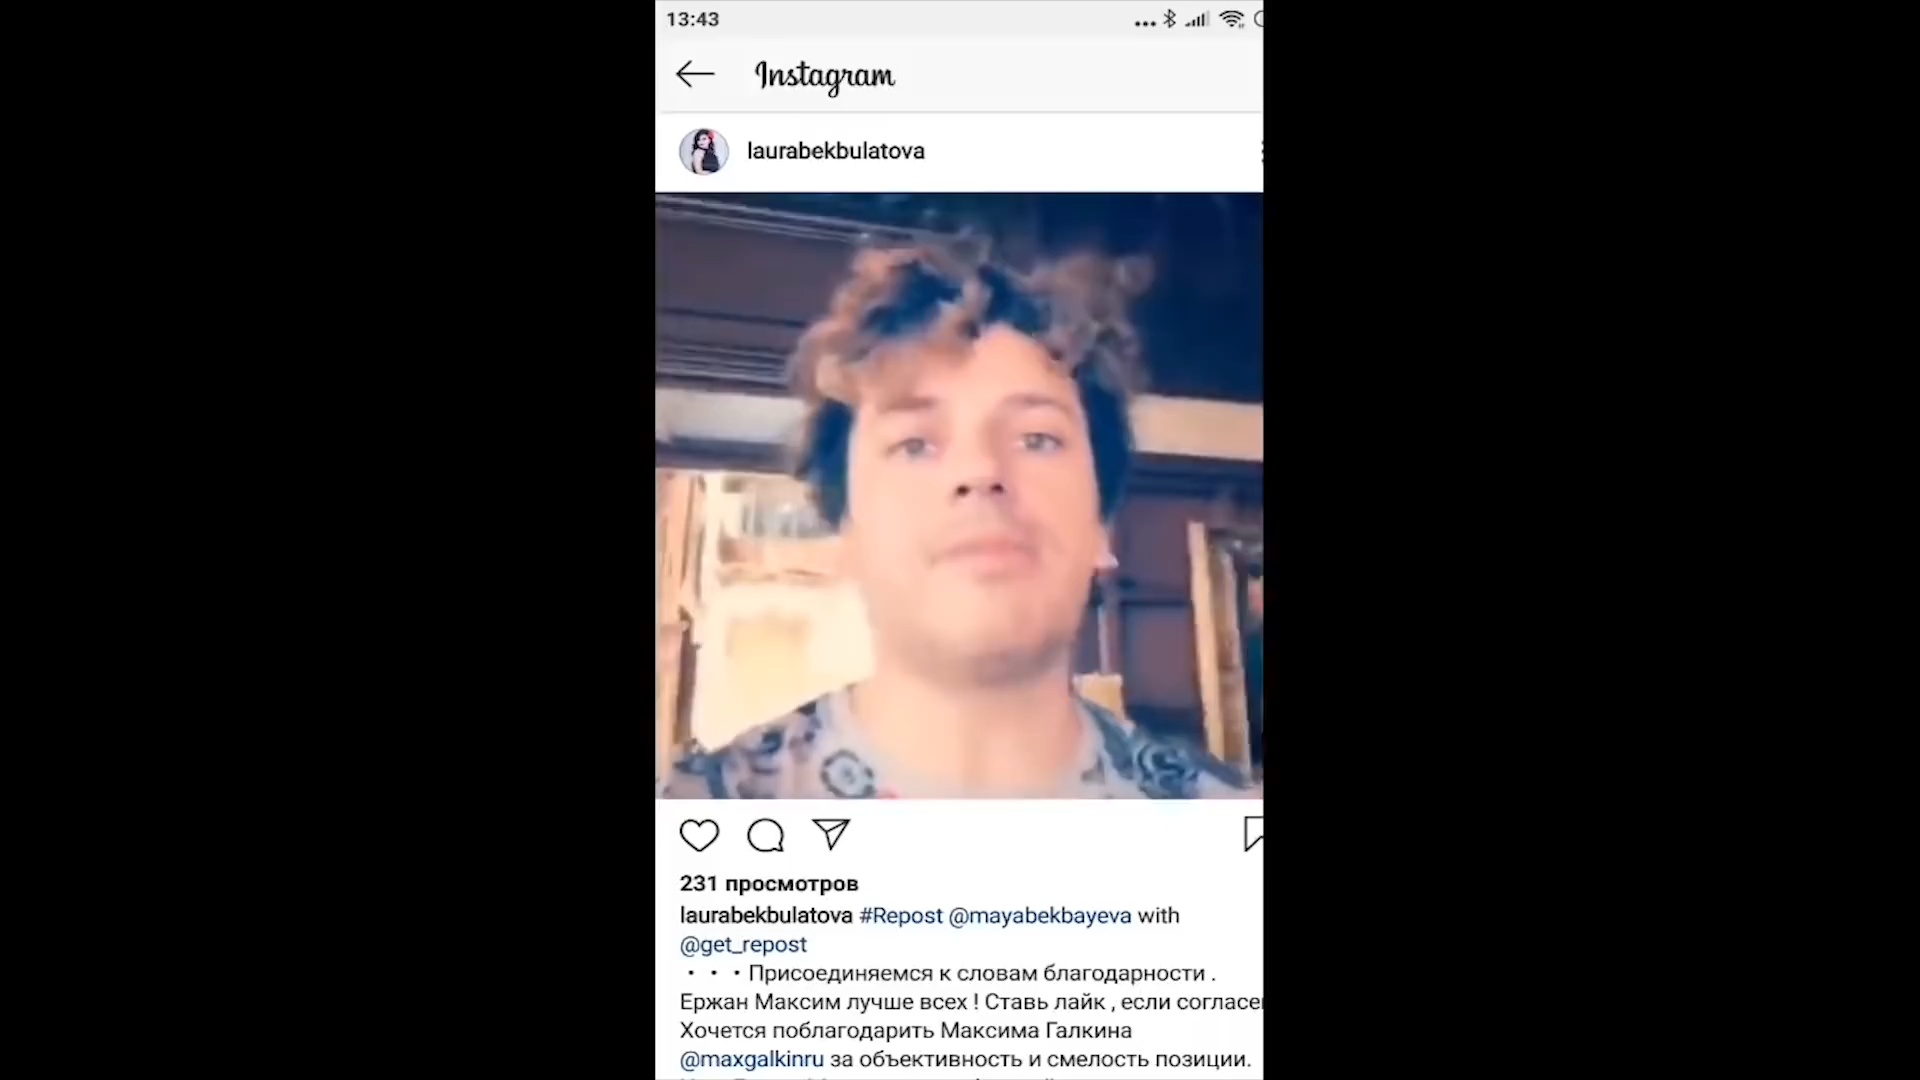 13:43
Instagram
laurabekbulatova
231 просмотров
laurabekbulatova #Repost @mayabekbayeva with
@get_repost
・・・Присоединяемся к словам благодарности .
Ержан Максим лучше всех ! Ставь лайк , если согласен
Хочется поблагодарить Максима Галкина
@maxgalkinru за объективность и смелость позиции.